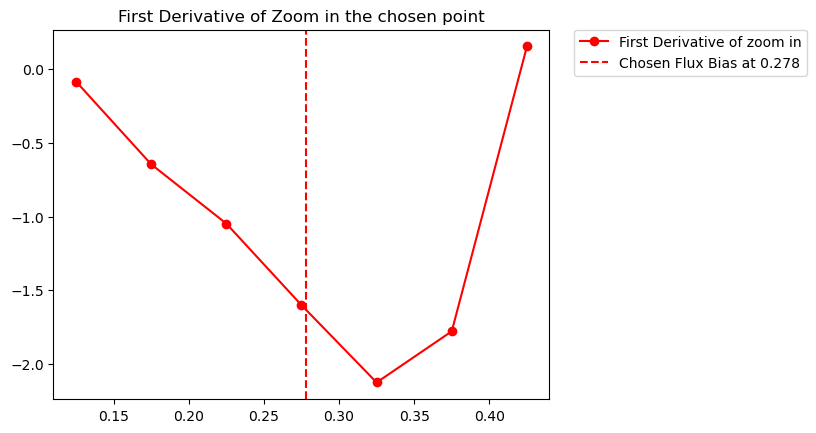 First Derivative of Zoom in the chosen point
First Derivative of zoom in
Chosen Flux Bias at 0.278
0.0
−0.5
−1.0
−1.5
−2.0
0.15 0.20 0.25 0.30 0.35 0.40